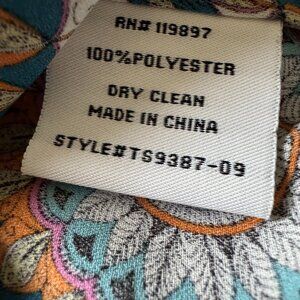 RN# 119897
100%POLYESTER
DRY CLEAN
MADE IN CHINA
STYLE#TS9387-09